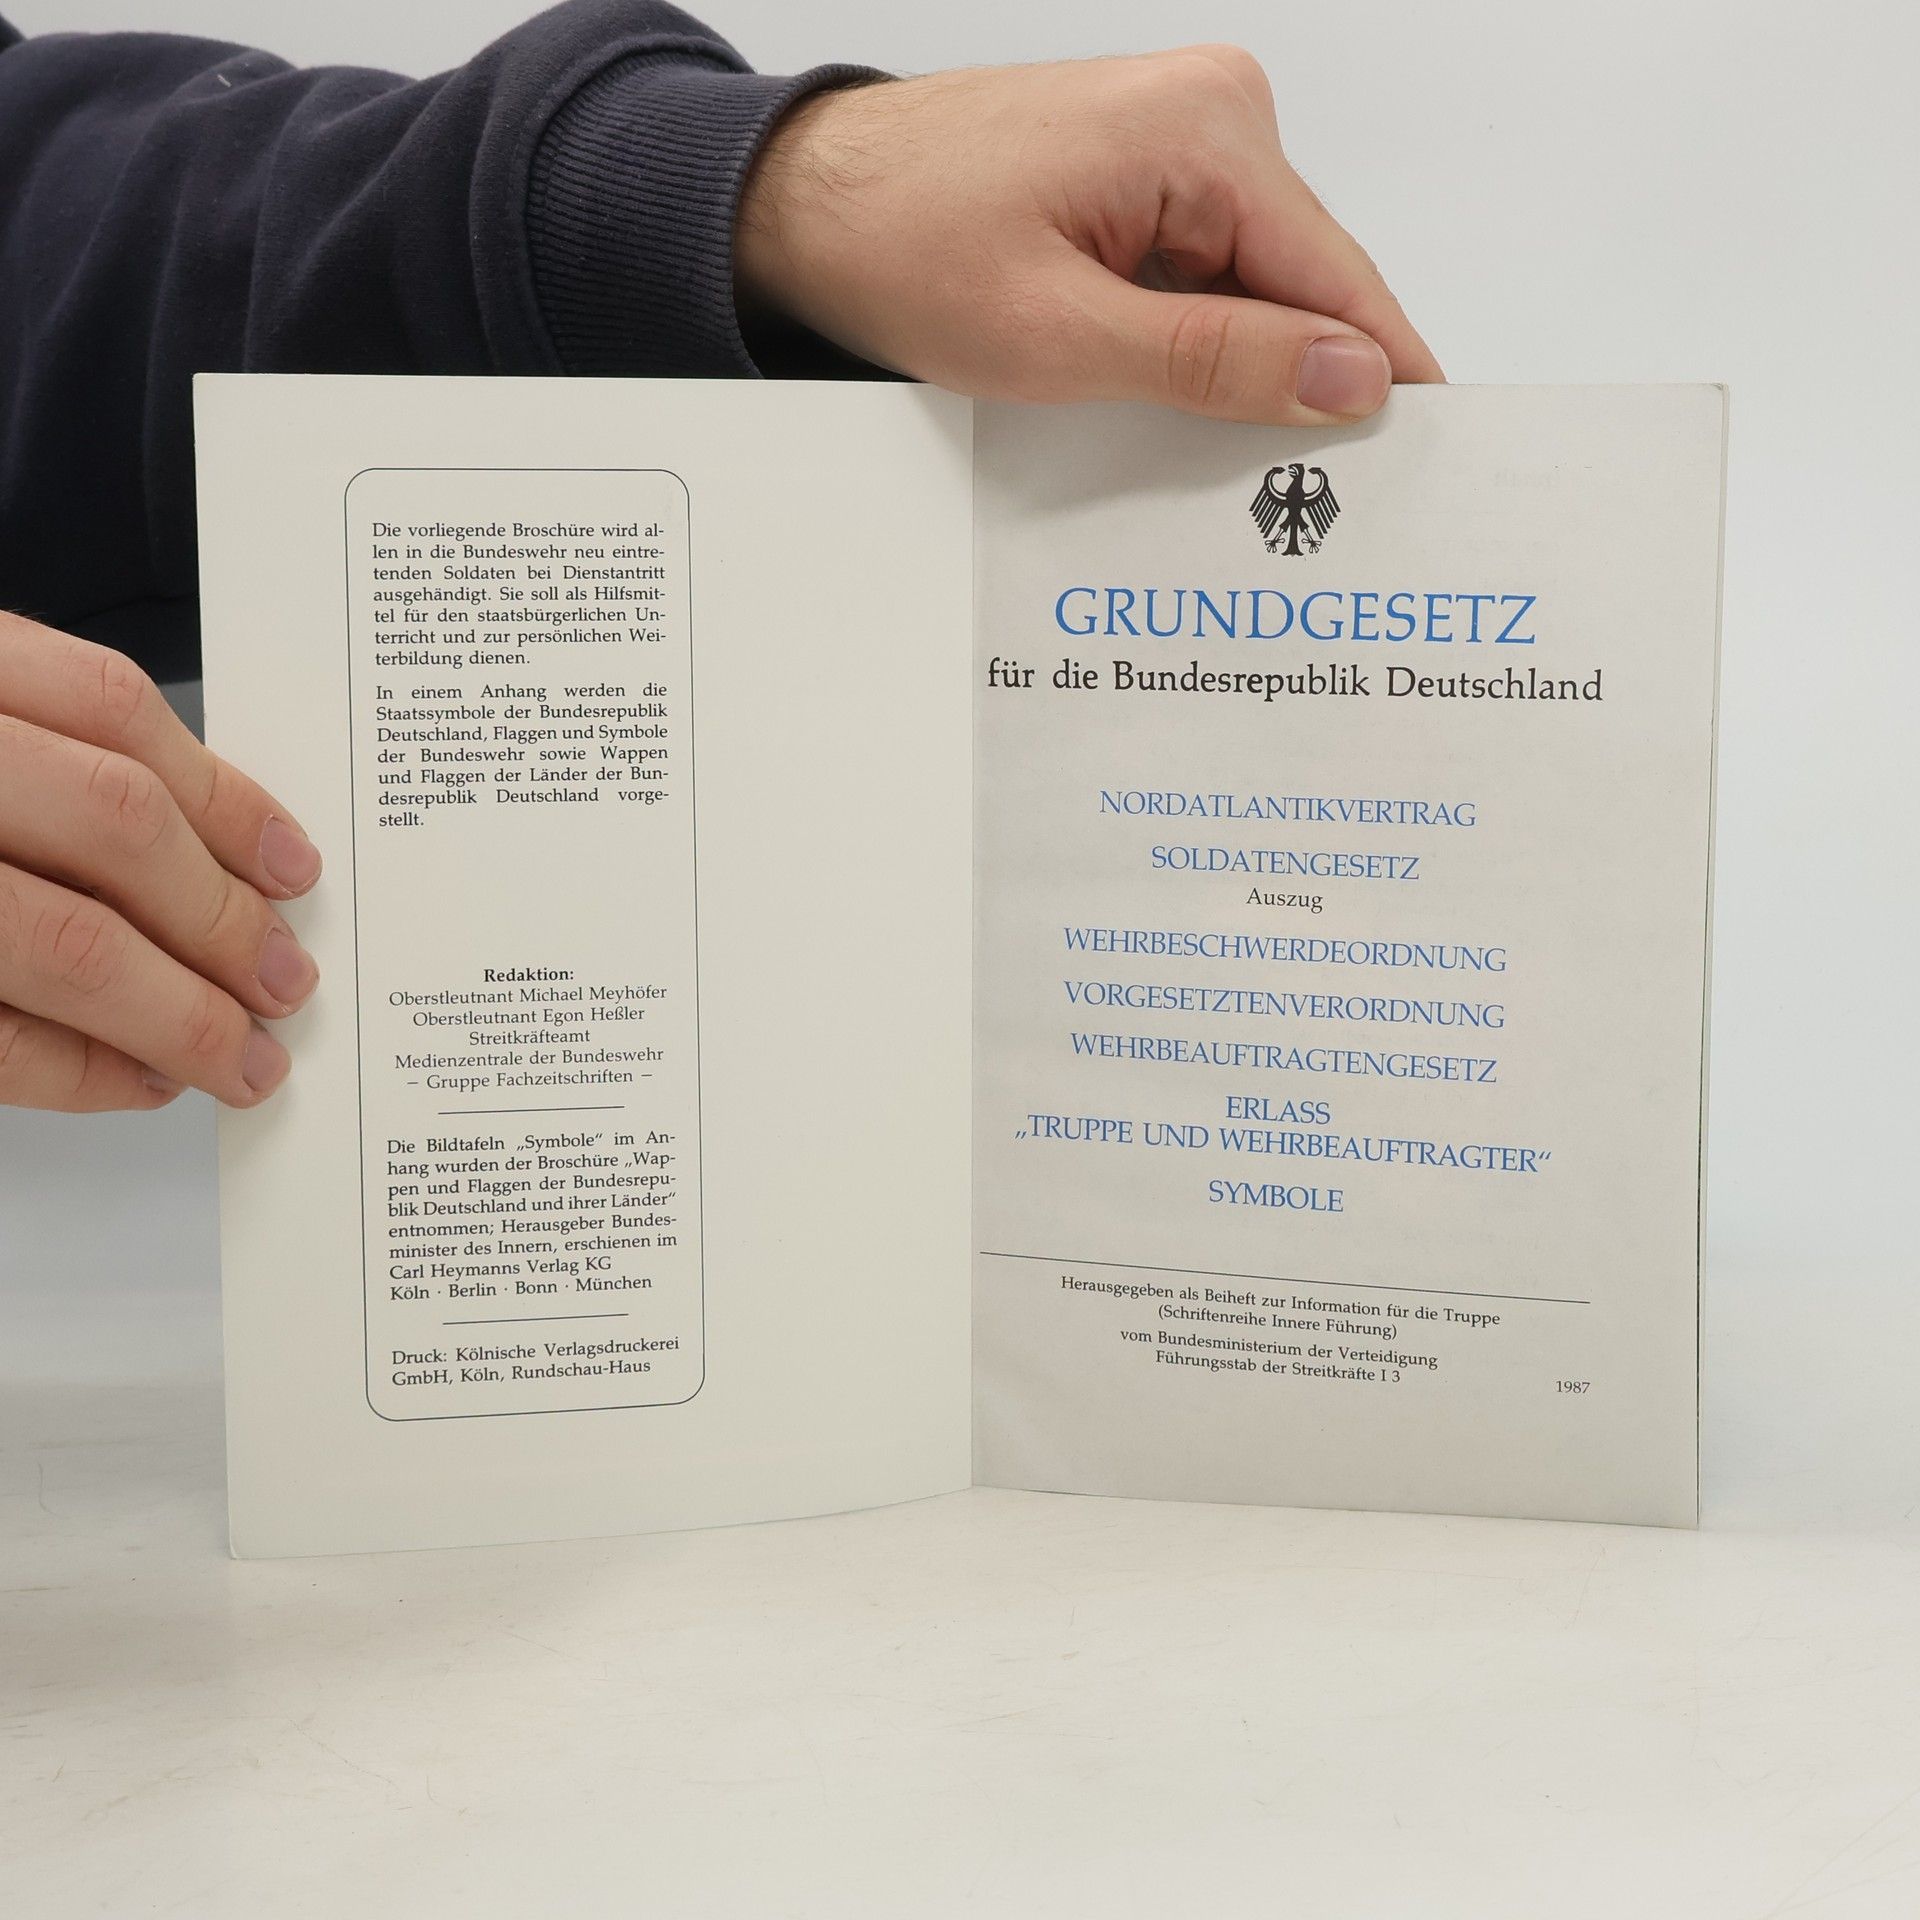 Die vorliegende Broschüre wird al-
len in die Bundeswehr neu eintre-
tenden Soldaten bei Dienstantritt
ausgehändigt. Sie soll als Hilfsmit-
tel für den staatsbürgerlichen Un-
terricht und zur persönlichen Wei-
terbildung dienen.
In einem Anhang werden die
Staatssymbole der Bundesrepublik
Deutschland, Flaggen und Symbole
der Bundeswehr sowie Wappen
und Flaggen der Länder der Bun-
desrepublik Deutschland vorge-
stellt.
Redaktion:
Oberstleutnant Michael Meyhöfer
Oberstleutnant Egon Heßler
Streitkräfteamt
Medienzentrale der Bundeswehr
– Gruppe Fachzeitschriften –
Die Bildtafeln „Symbole“ im An-
hang wurden der Broschüre „Wap-
pen und Flaggen der Bundesrepu-
blik Deutschland und ihrer Länder“
entnommen; Herausgeber Bundes-
minister des Innern, erschienen im
Carl Heymanns Verlag KG
Köln · Berlin · Bonn · München
Druck: Kölnische Verlagsdruckerei
GmbH, Köln, Rundschau-Haus
GRUNDGESETZ
für die Bundesrepublik Deutschland
NORDATLANTIKVERTRAG
SOLDATENGESETZ
Auszug
WEHRBESCHWERDEORDNUNG
VORGESETZTENVERORDNUNG
WEHRBEAUFTRAGTENGESETZ
ERLASS
„TRUPPE UND WEHRBEAUFTRAGTER“
SYMBOLE
Herausgegeben als Beiheft zur Information für die Truppe
(Schriftenreihe Innere Führung)
vom Bundesministerium der Verteidigung
Führungsstab der Streitkräfte I 3
1987